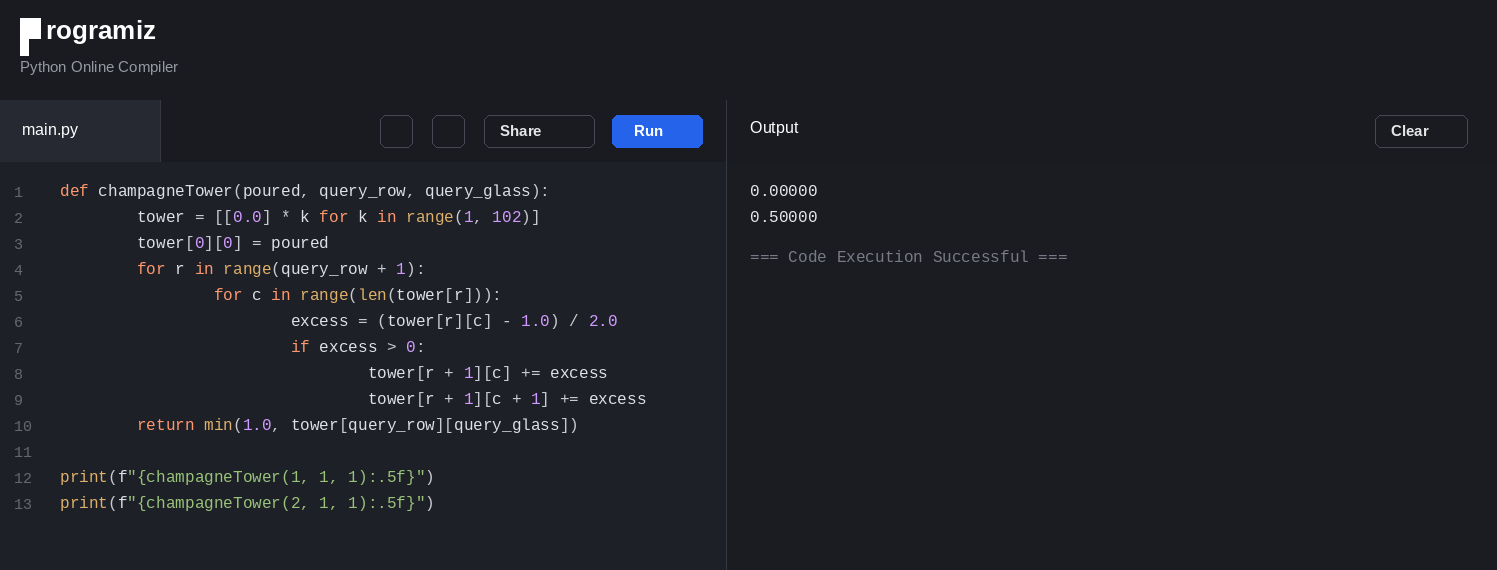 Programiz
Python Online Compiler
main.py
Share
Run
Output
Clear
1 def champagneTower(poured, query_row, query_glass):
2         tower = [[0.0] * k for k in range(1, 102)]
3         tower[0][0] = poured
4         for r in range(query_row + 1):
5                 for c in range(len(tower[r])):
6                         excess = (tower[r][c] - 1.0) / 2.0
7                         if excess > 0:
8                                 tower[r + 1][c] += excess
9                                 tower[r + 1][c + 1] += excess
10         return min(1.0, tower[query_row][query_glass])
11
12 print(f"{champagneTower(1, 1, 1):.5f}")
13 print(f"{champagneTower(2, 1, 1):.5f}")
0.00000
0.50000
=== Code Execution Successful ===